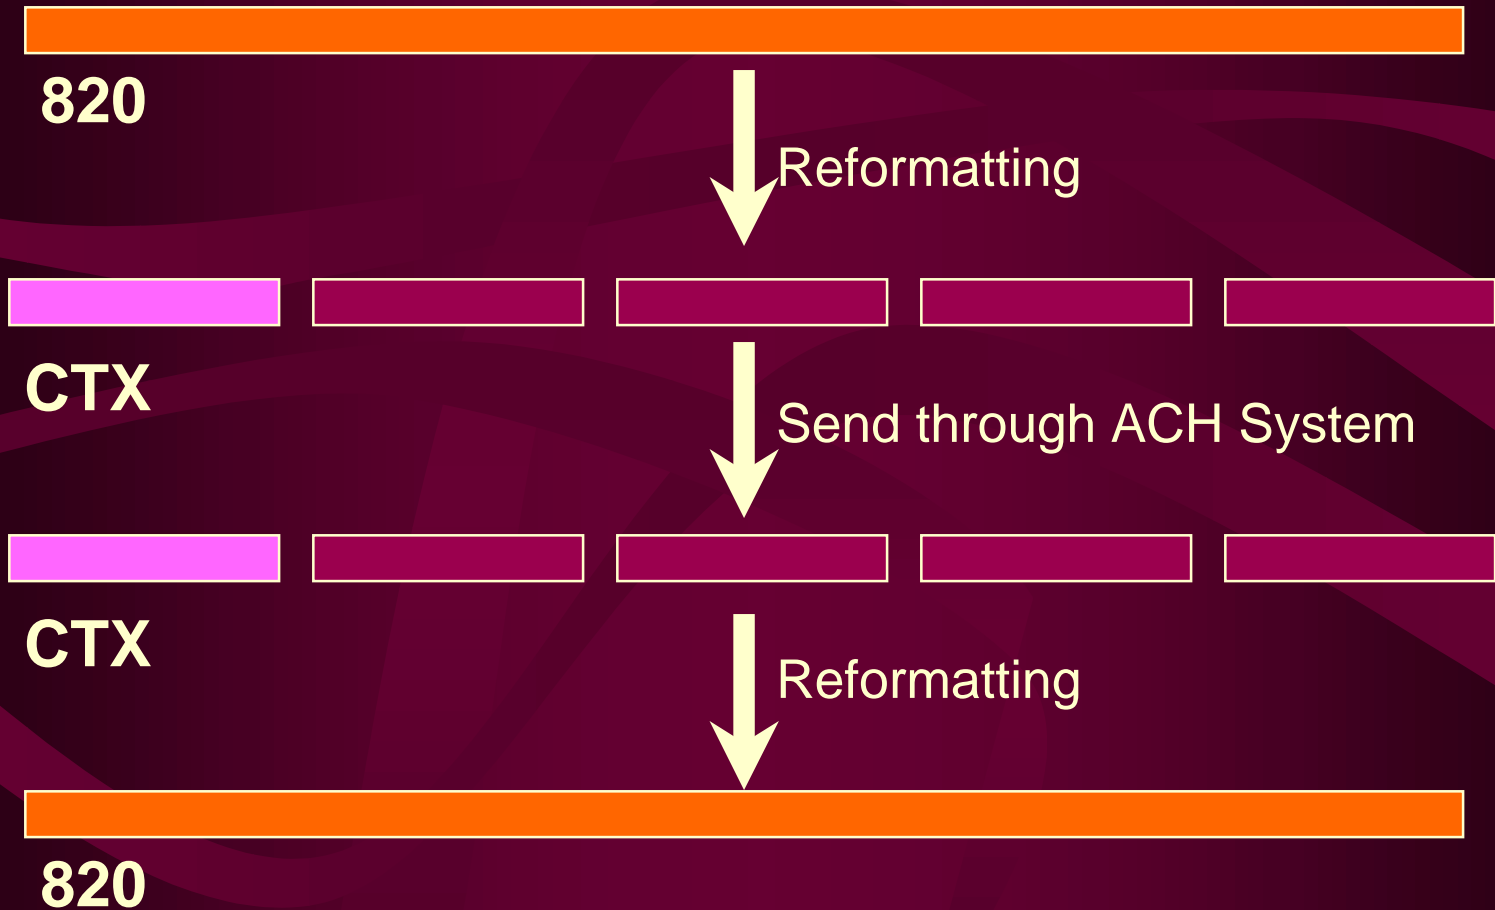 820
Reformatting
CTX
Send through ACH System
CTX
Reformatting
820